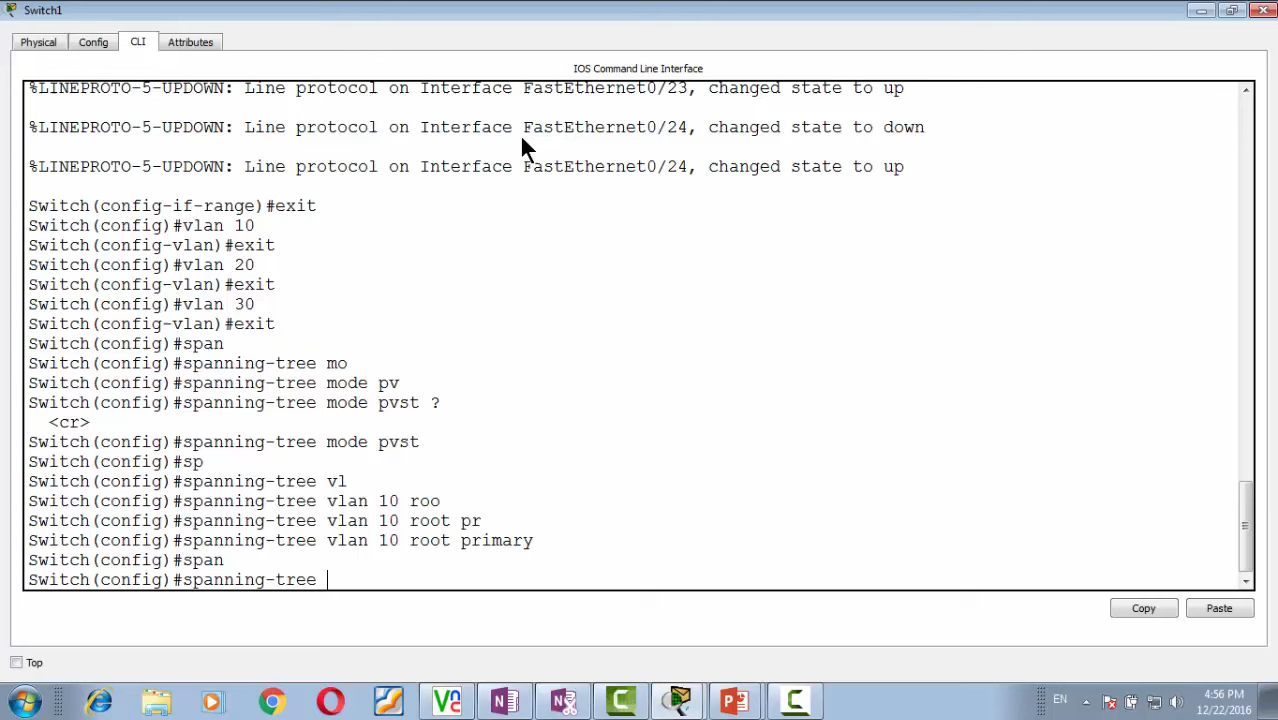 Switch1
Physical Config CLI Attributes
IOS Command Line Interface
%LINEPROTO-5-UPDOWN: Line protocol on Interface FastEthernet0/23, changed state to up
%LINEPROTO-5-UPDOWN: Line protocol on Interface FastEthernet0/24, changed state to down
%LINEPROTO-5-UPDOWN: Line protocol on Interface FastEthernet0/24, changed state to up
Switch(config-if-range)#exit
Switch(config)#vlan 10
Switch(config-vlan)#exit
Switch(config)#vlan 20
Switch(config-vlan)#exit
Switch(config)#vlan 30
Switch(config-vlan)#exit
Switch(config)#span
Switch(config)#spanning-tree mo
Switch(config)#spanning-tree mode pv
Switch(config)#spanning-tree mode pvst ?
<cr>
Switch(config)#spanning-tree mode pvst
Switch(config)#sp
Switch(config)#spanning-tree vl
Switch(config)#spanning-tree vlan 10 roo
Switch(config)#spanning-tree vlan 10 root pr
Switch(config)#spanning-tree vlan 10 root primary
Switch(config)#span
Switch(config)#spanning-tree
Copy Paste
Top
EN
4:56 PM
12/22/2016